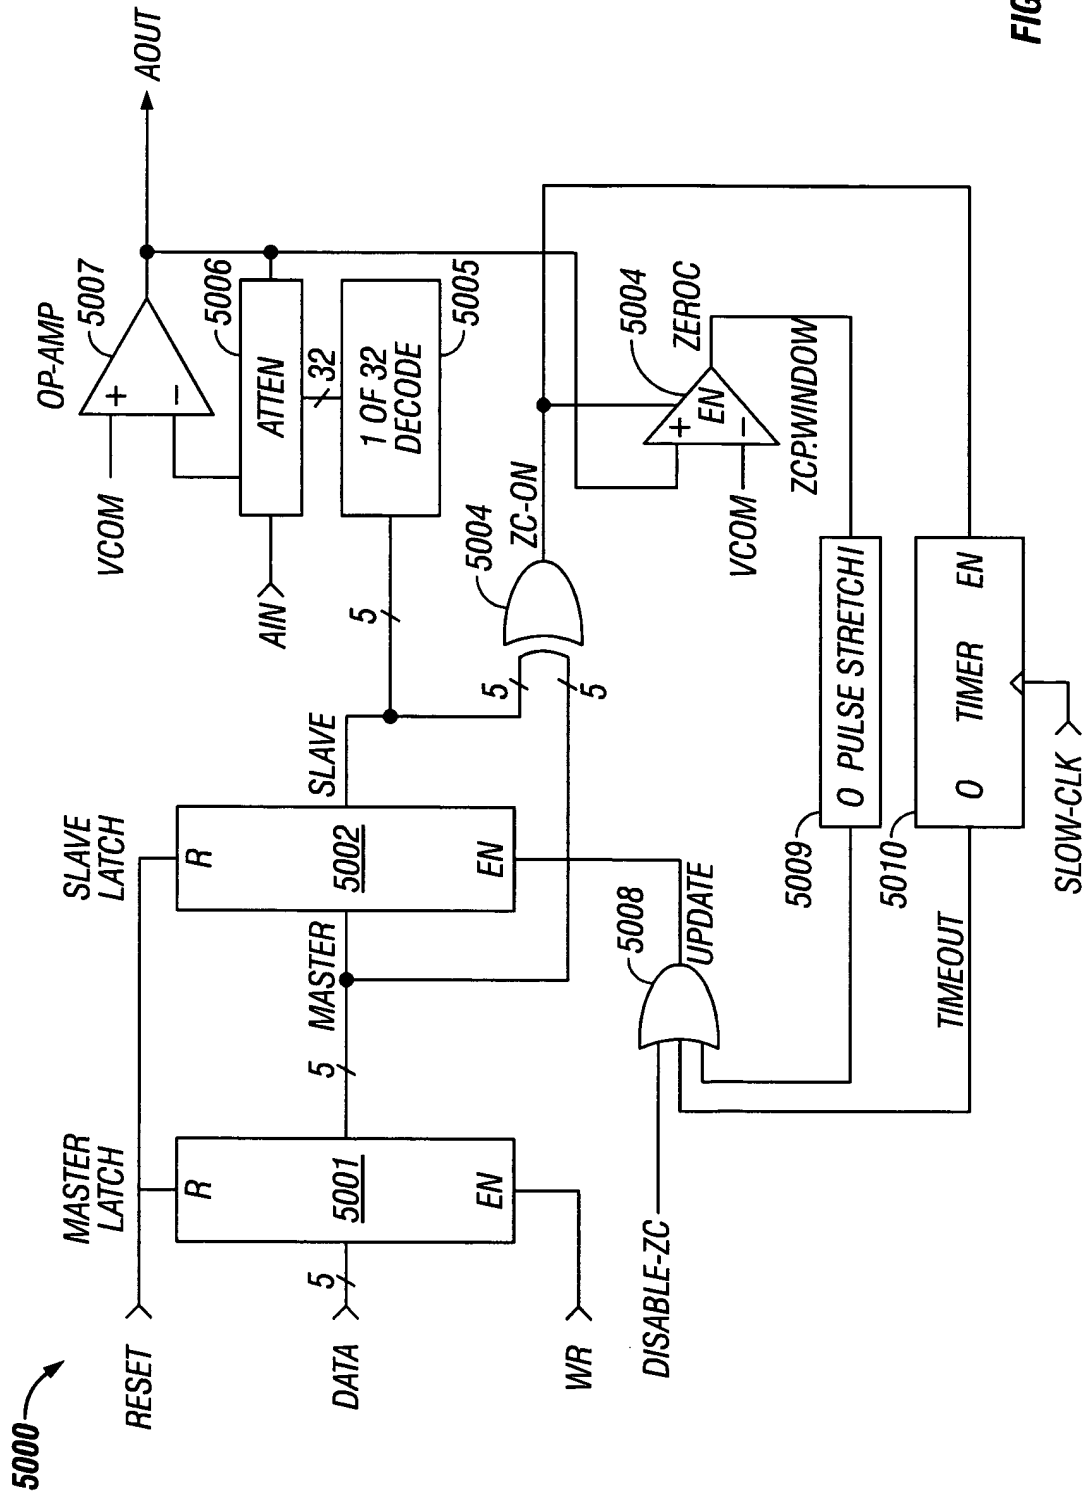 5000
RESET
DATA
WR
DISABLE-ZC
MASTER
LATCH
R
5001
EN
5
5
MASTER
SLAVE
LATCH
R
5002
EN
SLAVE
5008
UPDATE
TIMEOUT
5
5
5
5004
ZC-ON
AIN
VCOM
OP-AMP
5007
+
−
5006
ATTEN
32
1 OF 32
DECODE
5005
AOUT
5004
EN
+
−
VCOM
ZEROC
ZCP.WINDOW
5009
O PULSE STRETCHI
5010
O TIMER EN
SLOW-CLK
FIG